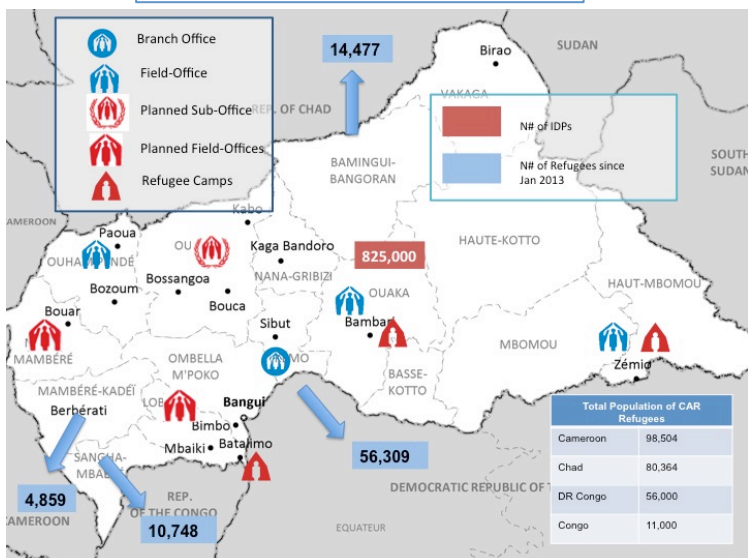 Branch Office
Field-Office
Planned Sub-Office
Planned Field-Offices
Refugee Camps
14,477
Birao
SUDAN
VAKAGA
REP. OF CHAD
N# of IDPs
N# of Refugees since
Jan 2013
SOUTH
SUDAN
BAMINGUI-
BANGORAN
CAMEROON
Kabo
Paoua
OUHAM PENDÉ
OU
Kaga Bandoro
NANA-GRIBIZI
825,000
HAUTE-KOTTO
Bozoum
Bossangoa
Bouca
OUAKA
HAUT-MBOMOU
Bouar
MAMBÉRÉ
Sibut
Bambari
MBOMOU
OMBELLA
M'POKO
BASSE-
KOTTO
Zémio
MAMBÉRÉ-KADÉÏ
Berbérati
LOB
Bangui
Bimbo
Mbaiki
Batalimo
SANGHA-
4,859
CAMEROON
10,748
REP.
OF THE CONGO
56,309
DEMOCRATIC REPUBLIC OF T
EQUATEUR
Total Population of CAR
Refugees
Cameroon 98,504
Chad 80,364
DR Congo 56,000
Congo 11,000